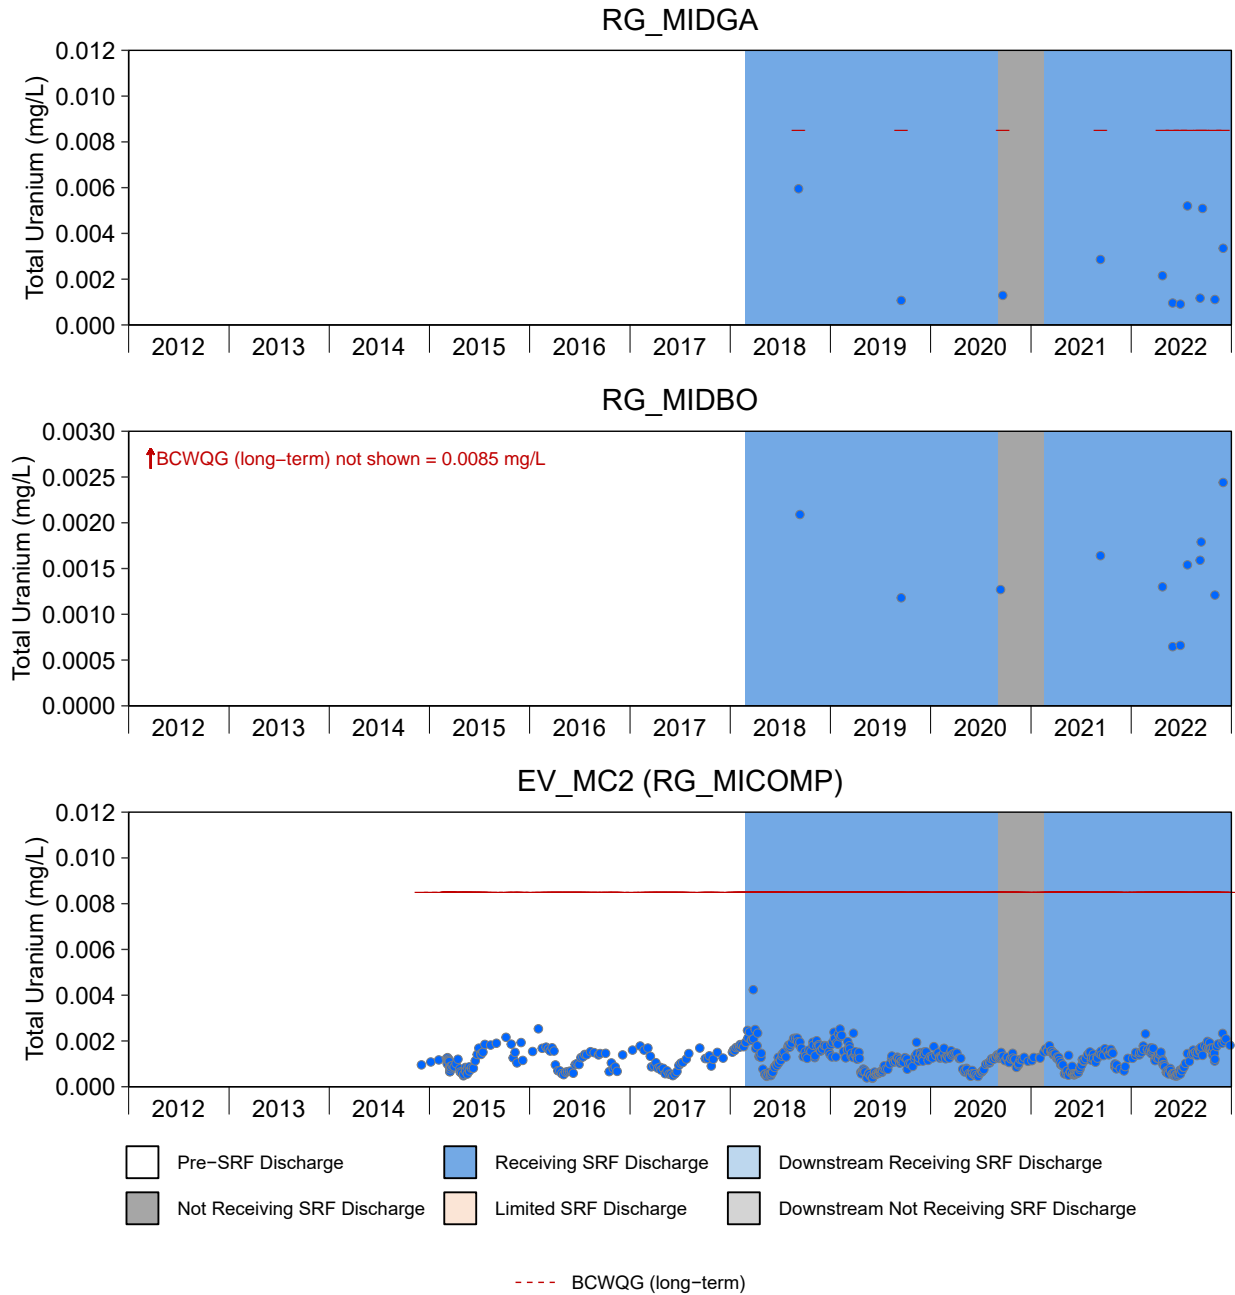 RG_MIDGA
Total Uranium (mg/L)
0.012
0.010
0.008
0.006
0.004
0.002
0.000
2012 2013 2014 2015 2016 2017 2018 2019 2020 2021 2022
RG_MIDBO
Total Uranium (mg/L)
0.0030
0.0025
0.0020
0.0015
0.0010
0.0005
0.0000
BCWQG (long−term) not shown = 0.0085 mg/L
2012 2013 2014 2015 2016 2017 2018 2019 2020 2021 2022
EV_MC2 (RG_MICOMP)
Total Uranium (mg/L)
0.012
0.010
0.008
0.006
0.004
0.002
0.000
2012 2013 2014 2015 2016 2017 2018 2019 2020 2021 2022
Pre−SRF Discharge Receiving SRF Discharge Downstream Receiving SRF Discharge
Not Receiving SRF Discharge Limited SRF Discharge Downstream Not Receiving SRF Discharge
BCWQG (long−term)